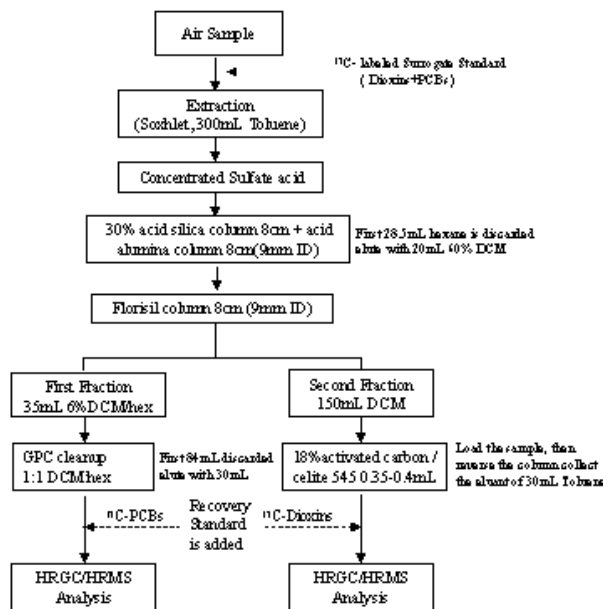 Air Sample
¹³C- labeled Surrogate Standard
( Dioxins+PCBs)
Extraction
(Soxhlet,300mL Toluene)
Concentrated Sulfate acid
30% acid silica column 8cm + acid
alumina column 8cm(9mm ID)
First 28.5mL hexane is discarded
elute with 20mL 60% DCM
Florisil column 8cm (9mm ID)
First Fraction
35mL 6%DCM/hex
Second Fraction
150mL DCM
GPC cleanup
1:1 DCM/hex
First 84mL discarded
elute with 30mL
18%activated carbon /
celite 545 0.35-0.4mL
Load the sample, then
reverse the column collect
the eluant of 30mL Toluene
¹³C-PCBs
Recovery
Standard
is added
¹³C-Dioxins
HRGC/HRMS
Analysis
HRGC/HRMS
Analysis